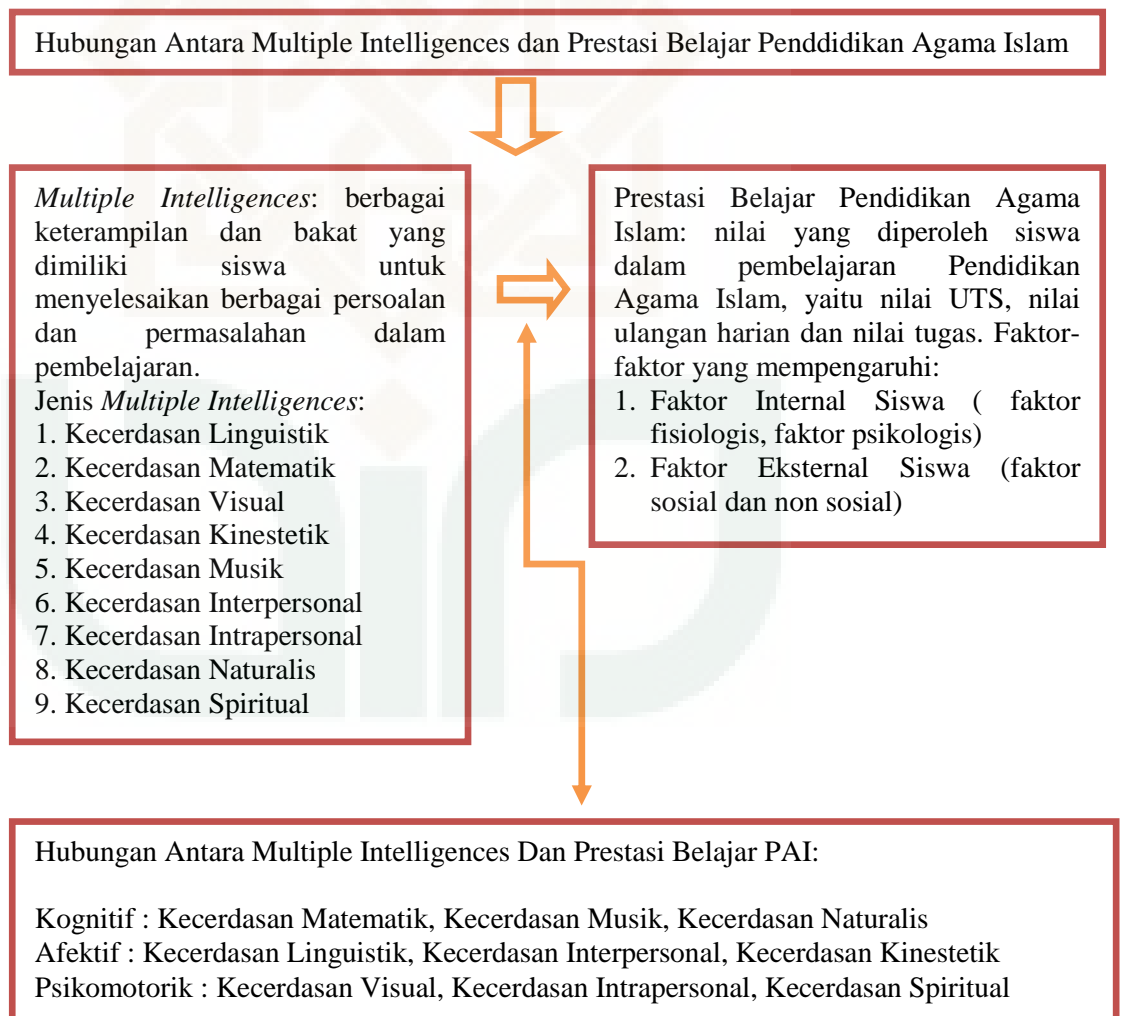 Hubungan Antara Multiple Intelligences dan Prestasi Belajar Penddidikan Agama Islam
Multiple Intelligences: berbagai
keterampilan dan bakat yang
dimiliki siswa untuk
menyelesaikan berbagai persoalan
dan permasalahan dalam
pembelajaran.
Jenis Multiple Intelligences:
1. Kecerdasan Linguistik
2. Kecerdasan Matematik
3. Kecerdasan Visual
4. Kecerdasan Kinestetik
5. Kecerdasan Musik
6. Kecerdasan Interpersonal
7. Kecerdasan Intrapersonal
8. Kecerdasan Naturalis
9. Kecerdasan Spiritual
Prestasi Belajar Pendidikan Agama
Islam: nilai yang diperoleh siswa
dalam pembelajaran Pendidikan
Agama Islam, yaitu nilai UTS, nilai
ulangan harian dan nilai tugas. Faktor-
faktor yang mempengaruhi:
1. Faktor Internal Siswa ( faktor
fisiologis, faktor psikologis)
2. Faktor Eksternal Siswa (faktor
sosial dan non sosial)
Hubungan Antara Multiple Intelligences Dan Prestasi Belajar PAI:
Kognitif : Kecerdasan Matematik, Kecerdasan Musik, Kecerdasan Naturalis
Afektif : Kecerdasan Linguistik, Kecerdasan Interpersonal, Kecerdasan Kinestetik
Psikomotorik : Kecerdasan Visual, Kecerdasan Intrapersonal, Kecerdasan Spiritual